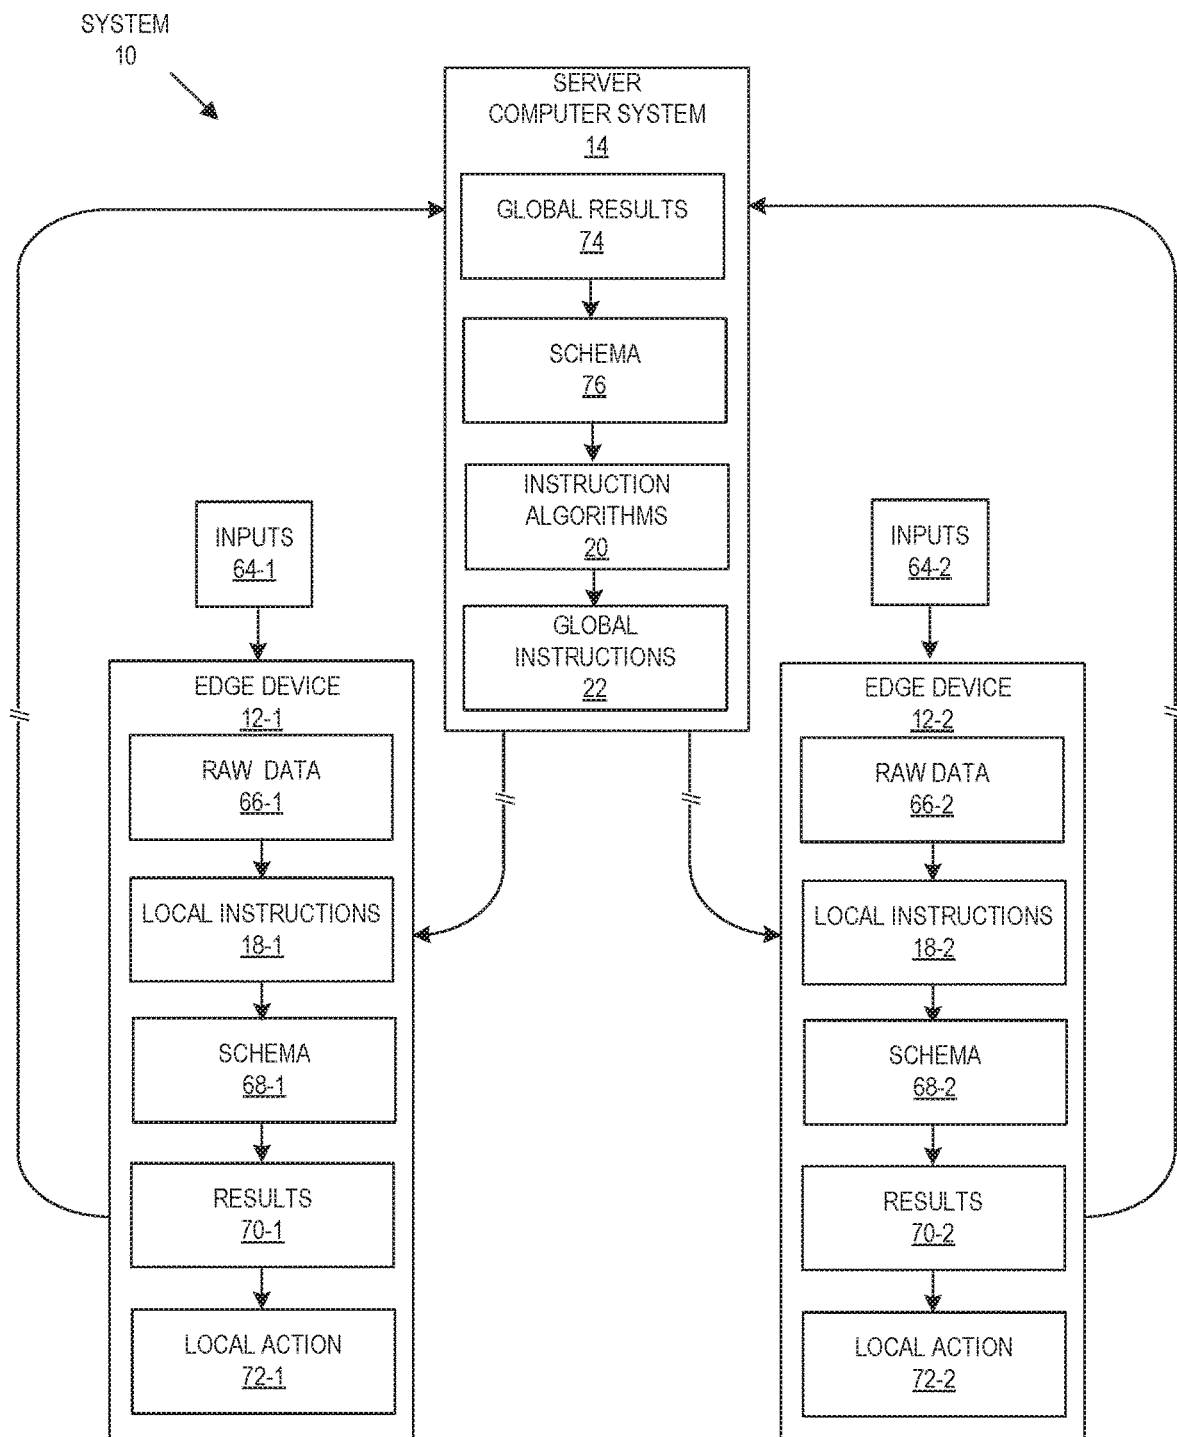 SYSTEM
10
SERVER
COMPUTER SYSTEM
14
GLOBAL RESULTS
74
SCHEMA
76
INSTRUCTION
ALGORITHMS
20
GLOBAL
INSTRUCTIONS
22
INPUTS
64-1
EDGE DEVICE
12-1
RAW DATA
66-1
LOCAL INSTRUCTIONS
18-1
SCHEMA
68-1
RESULTS
70-1
LOCAL ACTION
72-1
INPUTS
64-2
EDGE DEVICE
12-2
RAW DATA
66-2
LOCAL INSTRUCTIONS
18-2
SCHEMA
68-2
RESULTS
70-2
LOCAL ACTION
72-2